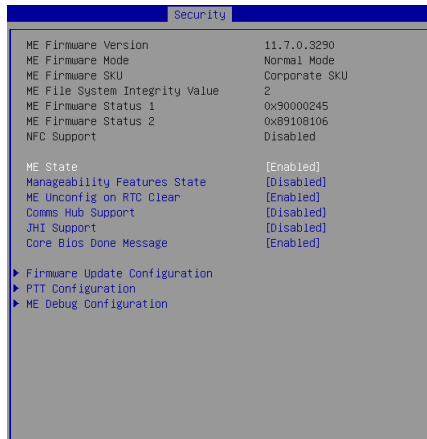 Security
ME Firmware Version 11.7.0.3290
ME Firmware Mode Normal Mode
ME Firmware SKU Corporate SKU
ME File System Integrity Value 2
ME Firmware Status 1 0x90000245
ME Firmware Status 2 0x89108106
NFC Support Disabled
ME State [Enabled]
Manageability Features State [Disabled]
ME Unconfig on RTC Clear [Enabled]
Comms Hub Support [Disabled]
JHI Support [Disabled]
Core Bios Done Message [Enabled]
Firmware Update Configuration
PTT Configuration
ME Debug Configuration